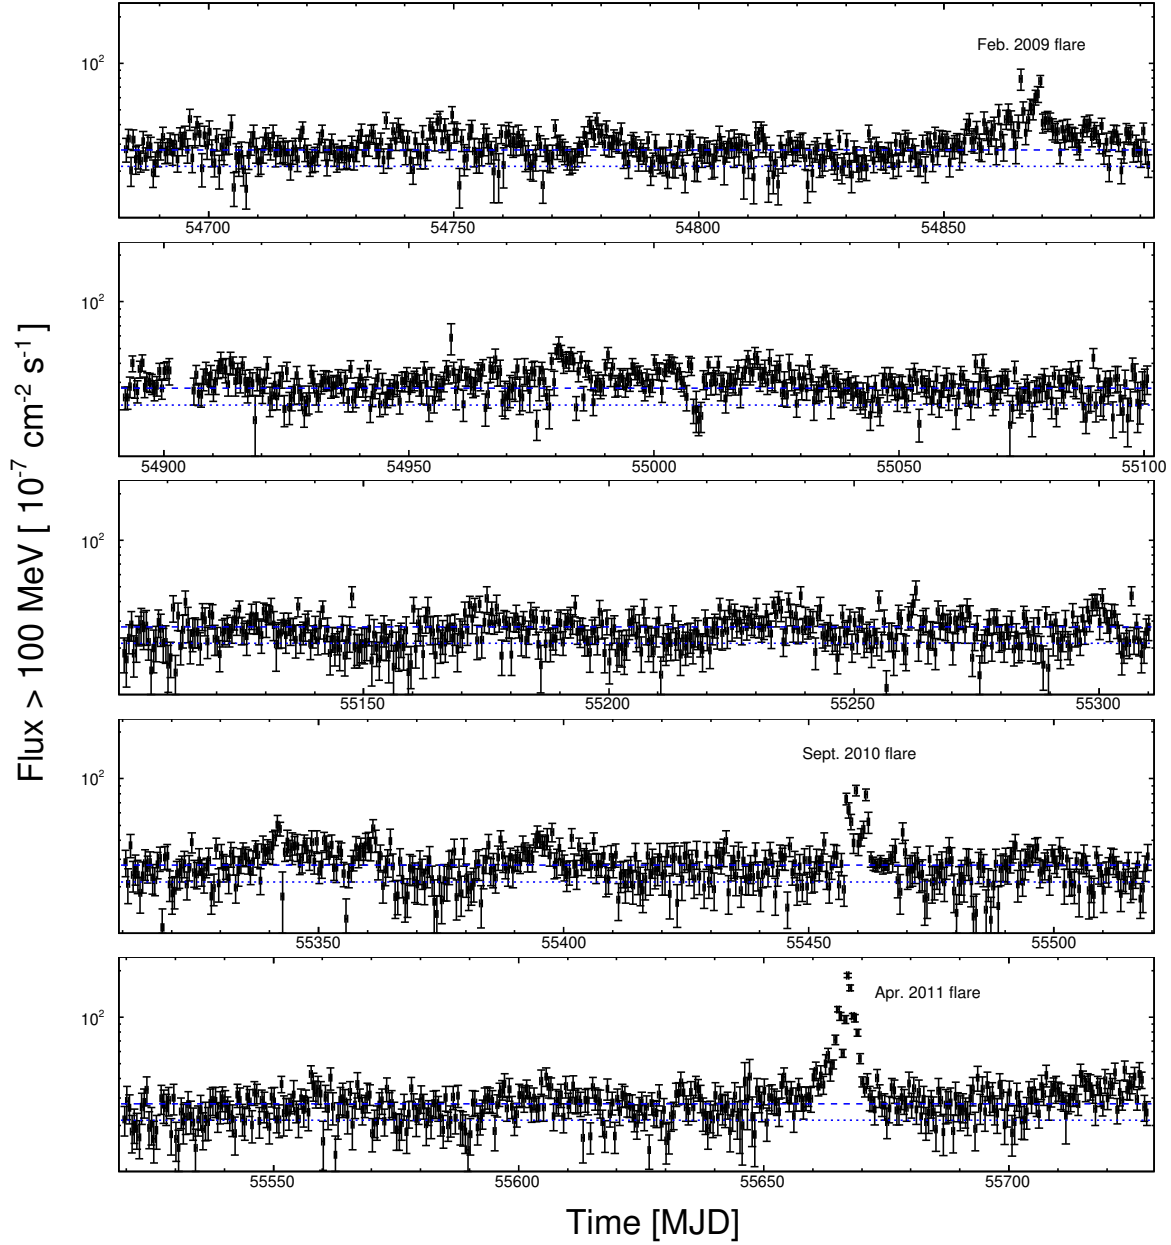 Flux > 100 MeV [ 10⁻⁷ cm⁻² s⁻¹ ]
10²
Feb. 2009 flare
54700 54750 54800 54850
10²
54900 54950 55000 55050 55100
10²
55150 55200 55250 55300
10²
Sept. 2010 flare
55350 55400 55450 55500
10²
Apr. 2011 flare
55550 55600 55650 55700
Time [MJD]